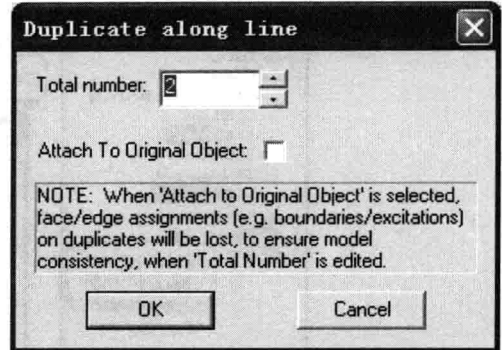 Duplicate along line
Total number: 2
Attach To Original Object:
NOTE: When 'Attach to Original Object' is selected,
face/edge assignments (e.g. boundaries/excitations)
on duplicates will be lost, to ensure model
consistency, when 'Total Number' is edited.
OK Cancel